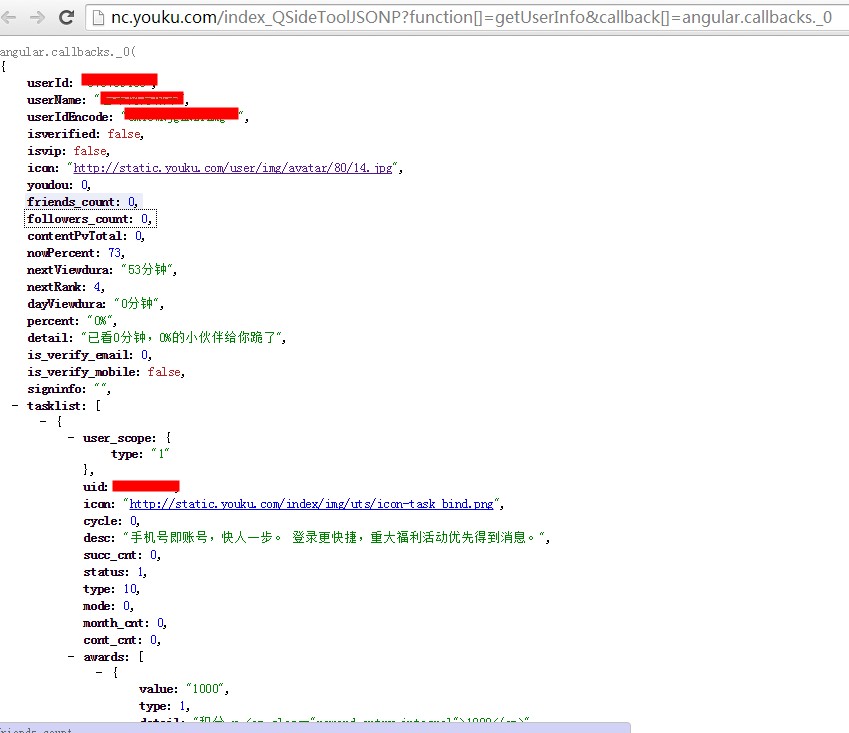 nc.youku.com/index_QSideToolJSONP?function[]=getUserInfo&callback[]=angular.callbacks._0
angular.callbacks._0(
{
userId: ,
userName: " ",
userIdEncode: " ",
isverified: false,
isvip: false,
icon: "http://static.youku.com/user/img/avatar/80/14.jpg",
youdou: 0,
friends_count: 0,
followers_count: 0,
contentPvTotal: 0,
nowPercent: 73,
nextViewdura: "53分钟",
nextRank: 4,
dayViewdura: "0分钟",
percent: "0%",
detail: "已看0分钟，0%的小伙伴给你跪了",
is_verify_email: 0,
is_verify_mobile: false,
signinfo: "",
- tasklist: [
- {
- user_scope: {
type: "1"
},
uid:
icon: "http://static.youku.com/index/img/uts/icon-task_bind.png",
cycle: 0,
desc: "手机号即账号，快人一步。 登录更快捷，重大福利活动优先得到消息。",
succ_cnt: 0,
status: 1,
type: 10,
mode: 0,
month_cnt: 0,
cont_cnt: 0,
- awards: [
- {
value: "1000",
type: 1,
detail: "积分
friends_count